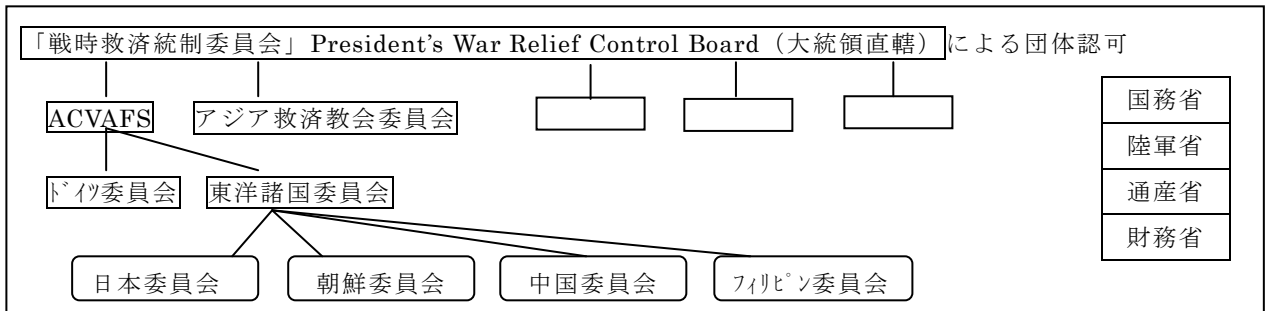 「戦時救済統制委員会」President's War Relief Control Board（大統領直轄）による団体認可
国務省
ACVAFS アジア救済教会委員会
陸軍省
ﾄﾞｲﾂ委員会 東洋諸国委員会
通産省
財務省
日本委員会 朝鮮委員会 中国委員会 ﾌｨﾘﾋﾟﾝ委員会